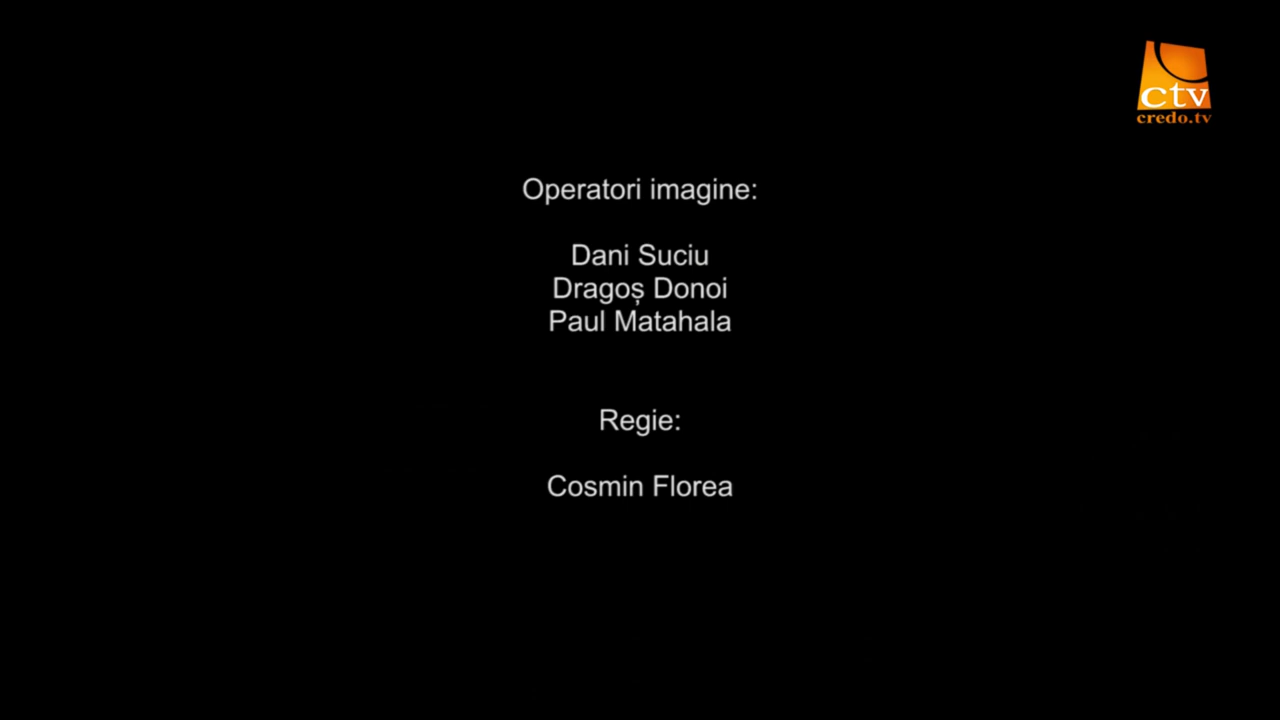 ctv
credo.tv
Operatori imagine:
Dani Suciu
Dragoș Donoi
Paul Matahala
Regie:
Cosmin Florea